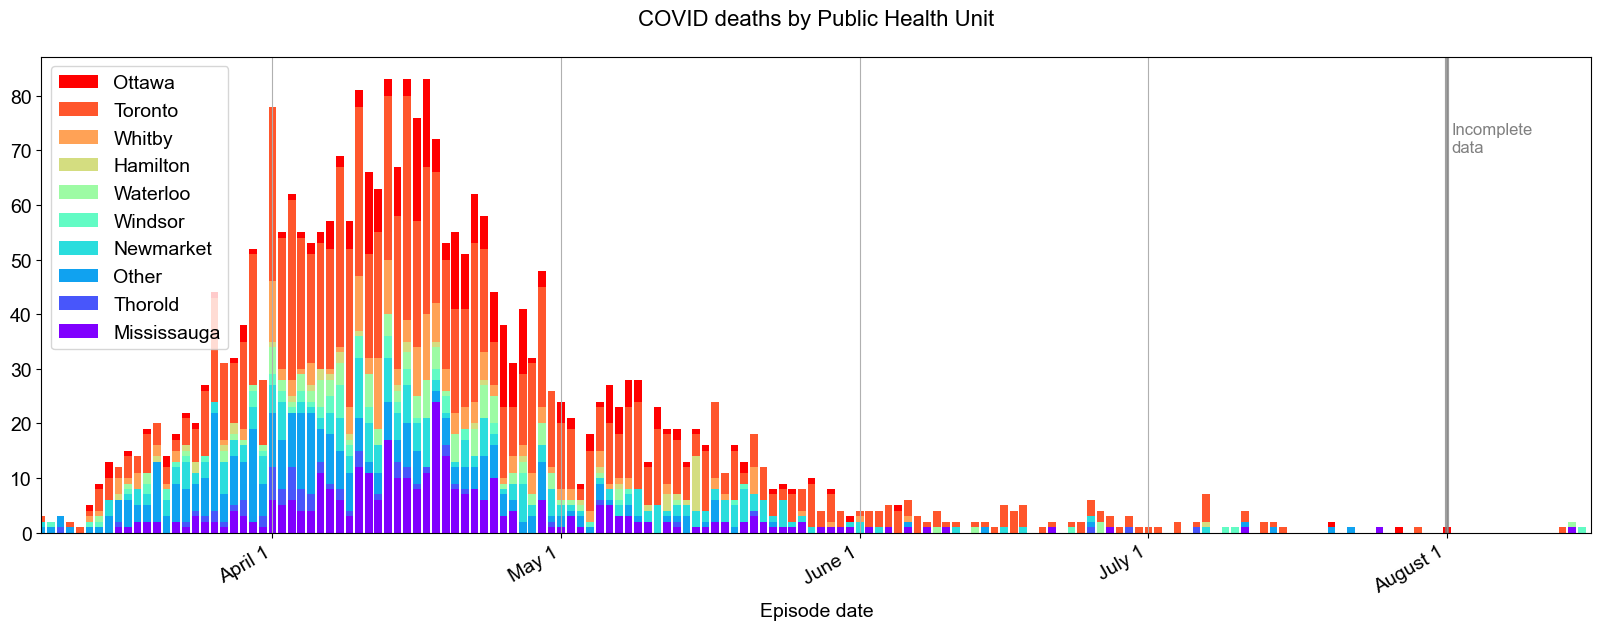 COVID deaths by Public Health Unit
Ottawa
Toronto
Whitby
Hamilton
Waterloo
Windsor
Newmarket
Other
Thorold
Mississauga
80
70
60
50
40
30
20
10
0
Incomplete
data
April 1
May 1
June 1
July 1
August 1
Episode date